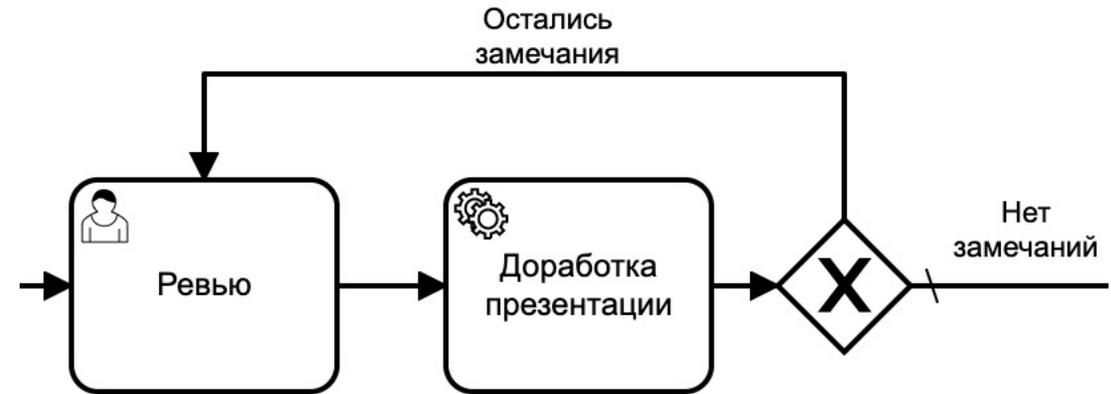 Остались
замечания
Ревью
Доработка
презентации
X
Нет
замечаний